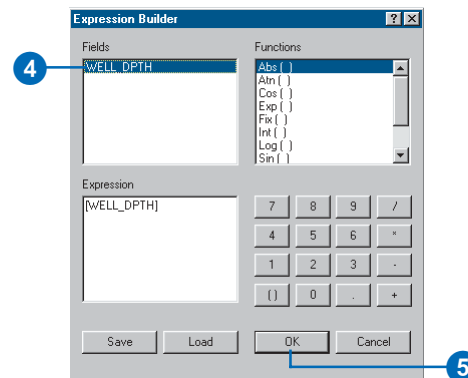 Expression Builder
Fields
Functions
4
WELL_DPTH
Abs ( )
Atn ( )
Cos ( )
Exp ( )
Fix ( )
Int ( )
Log ( )
Sin ( )
Expression
[WELL_DPTH]
7 8 9 /
4 5 6 *
1 2 3 -
( ) 0 . +
Save Load OK Cancel
5